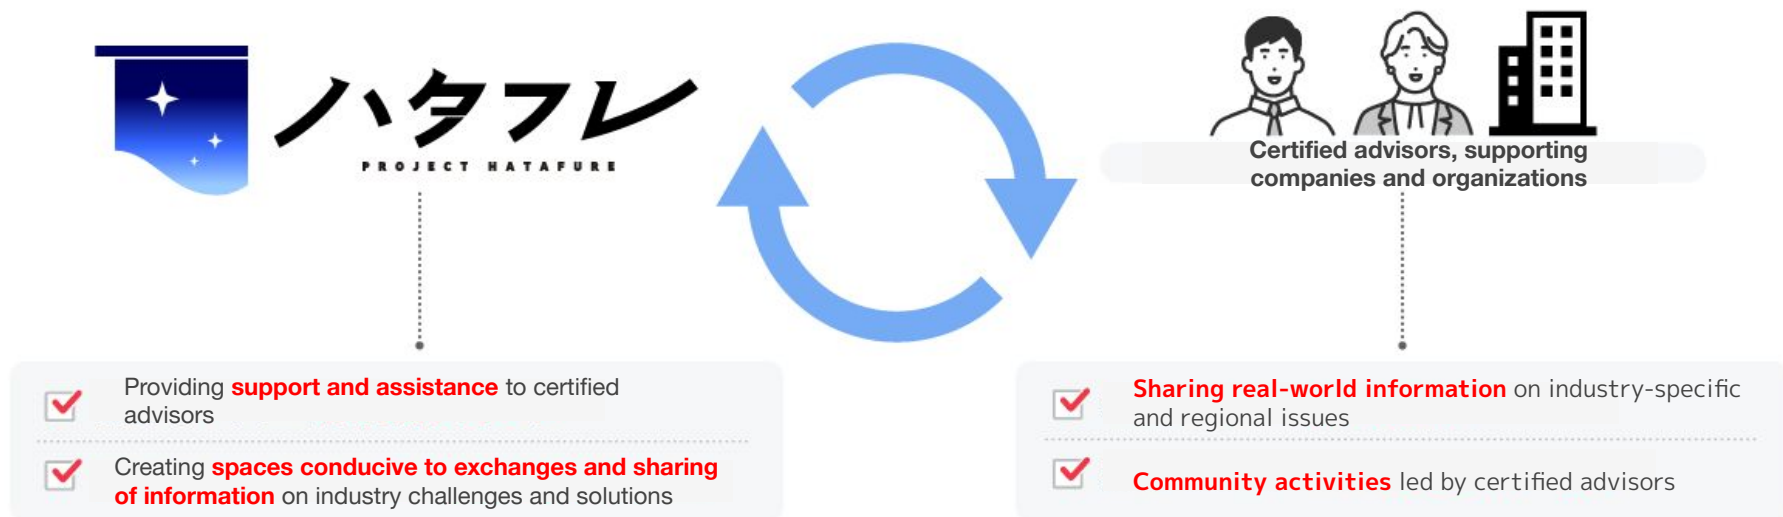 ハタフレ
PROJECT HATAFURE
Certified advisors, supporting
companies and organizations
Providing support and assistance to certified
advisors
Creating spaces conducive to exchanges and sharing
of information on industry challenges and solutions
Sharing real-world information on industry-specific
and regional issues
Community activities led by certified advisors